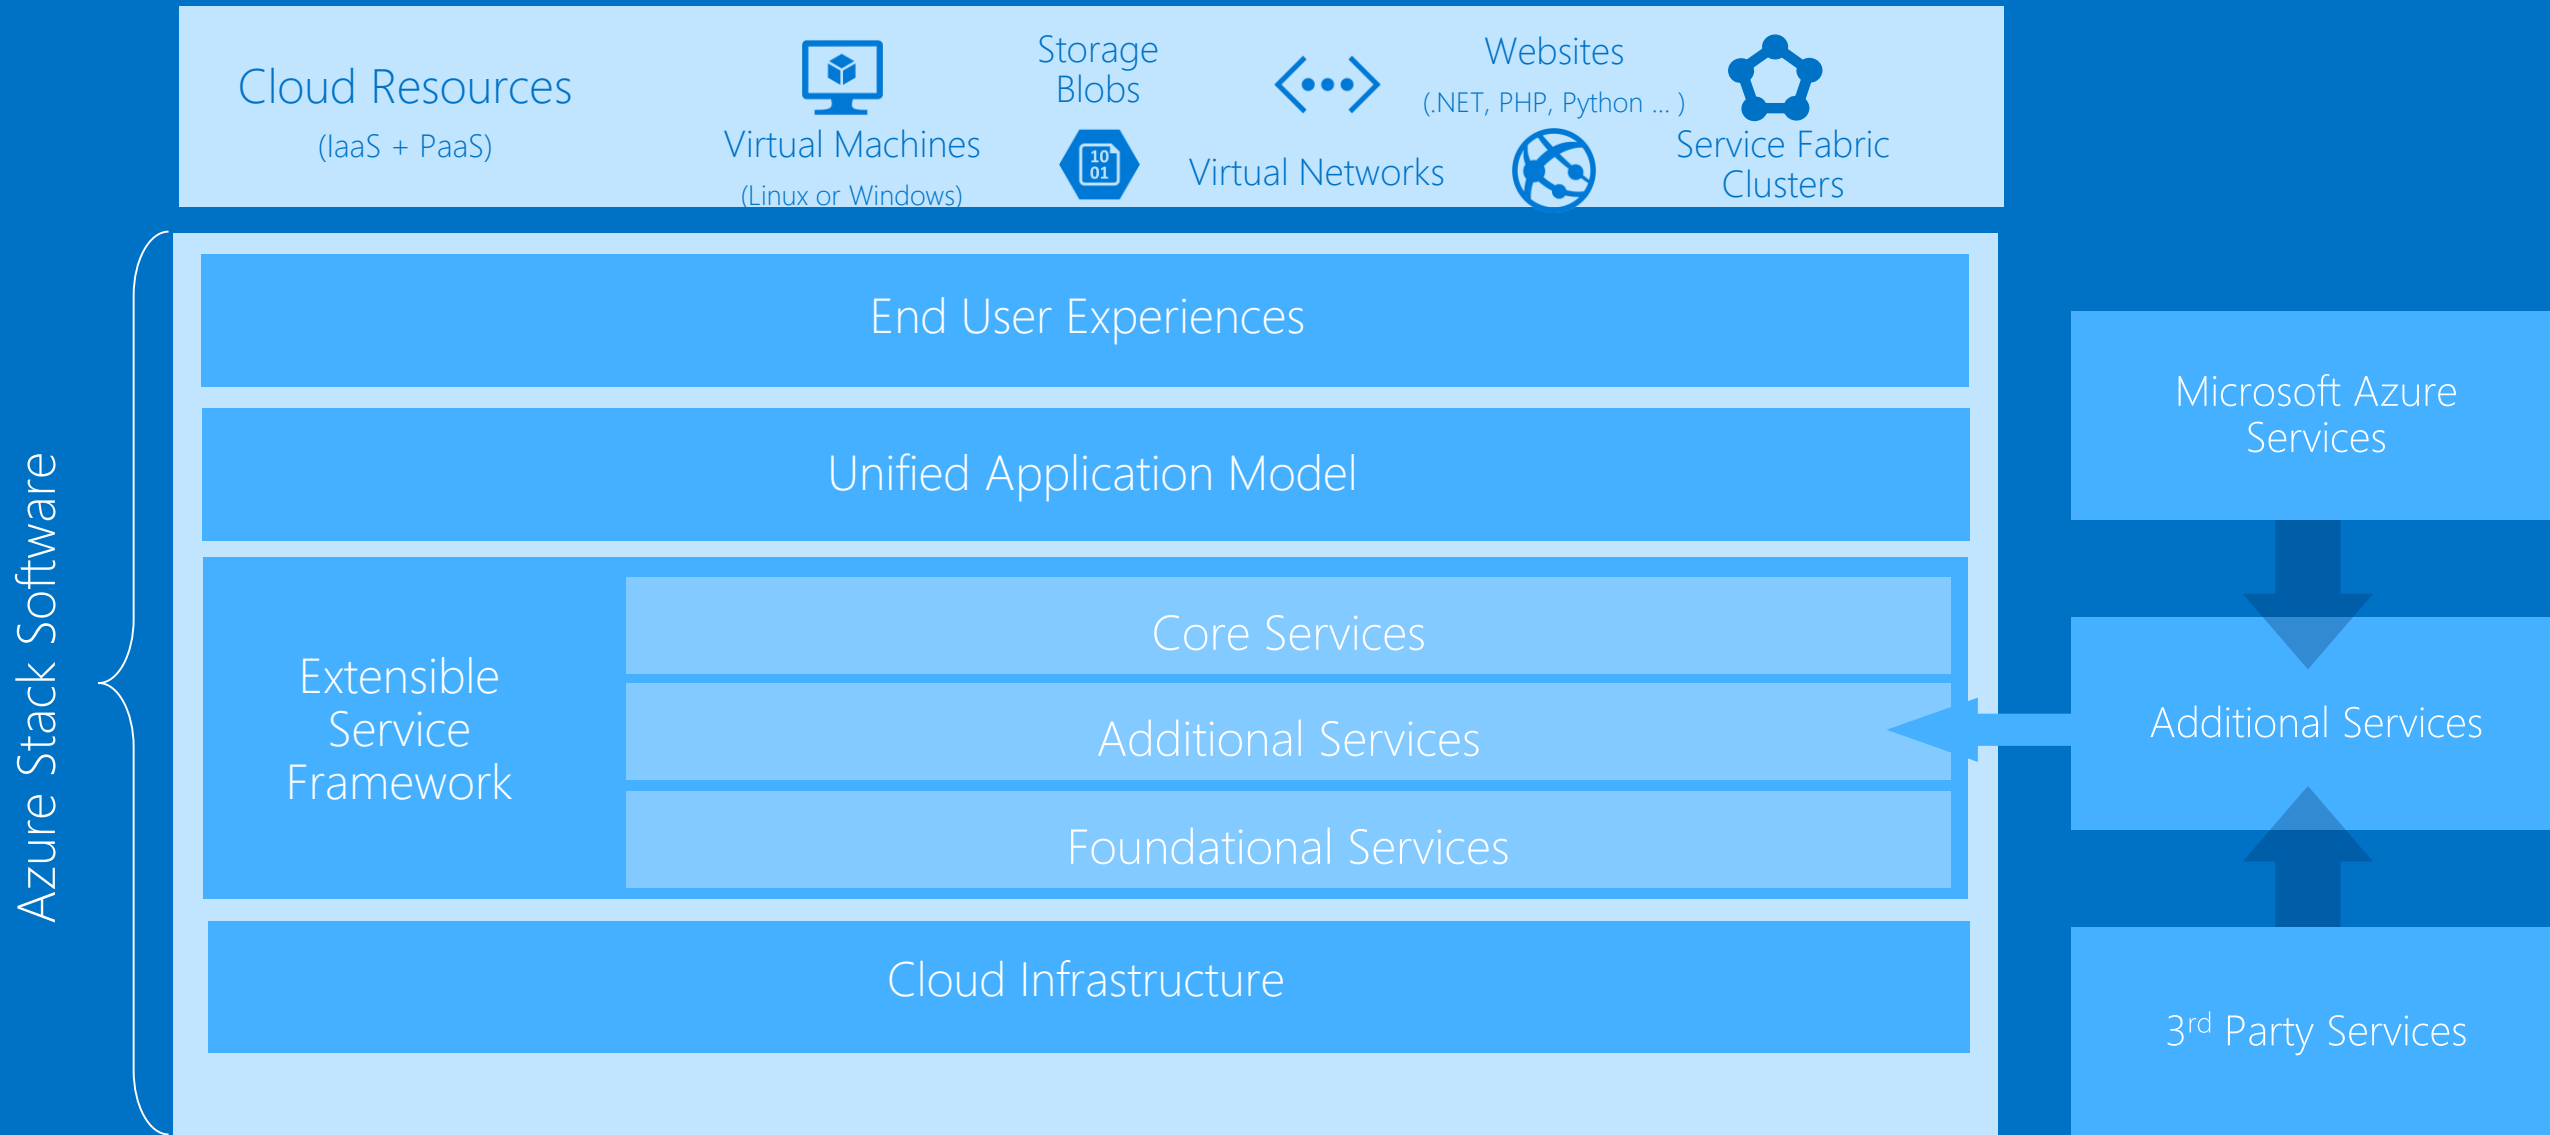 Cloud Resources
(IaaS + PaaS)
Virtual Machines
(Linux or Windows)
Storage
Blobs
10
01
Virtual Networks
Websites
(.NET, PHP, Python ... )
Service Fabric
Clusters
Azure Stack Software
End User Experiences
Unified Application Model
Extensible
Service
Framework
Core Services
Additional Services
Foundational Services
Cloud Infrastructure
Microsoft Azure
Services
Additional Services
3rd Party Services